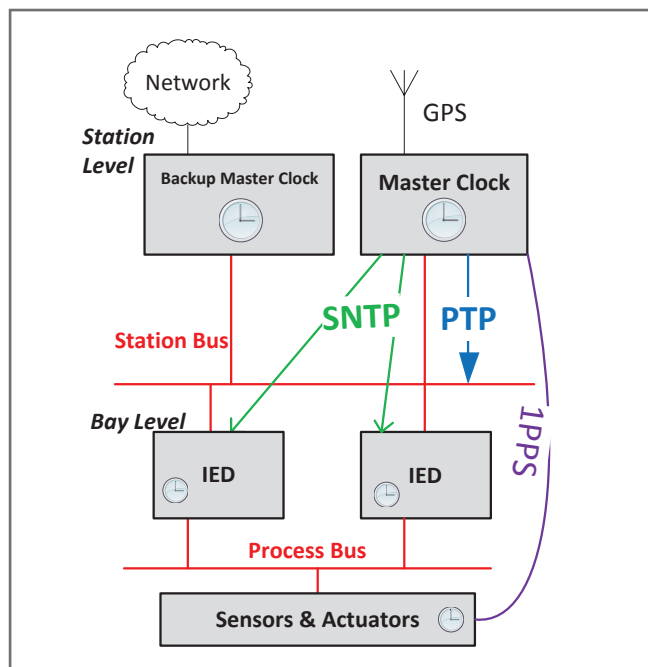 Network
GPS
Station
Level
Backup Master Clock
Master Clock
SNTP
PTP
Station Bus
1PPS
Bay Level
IED
IED
Process Bus
Sensors & Actuators